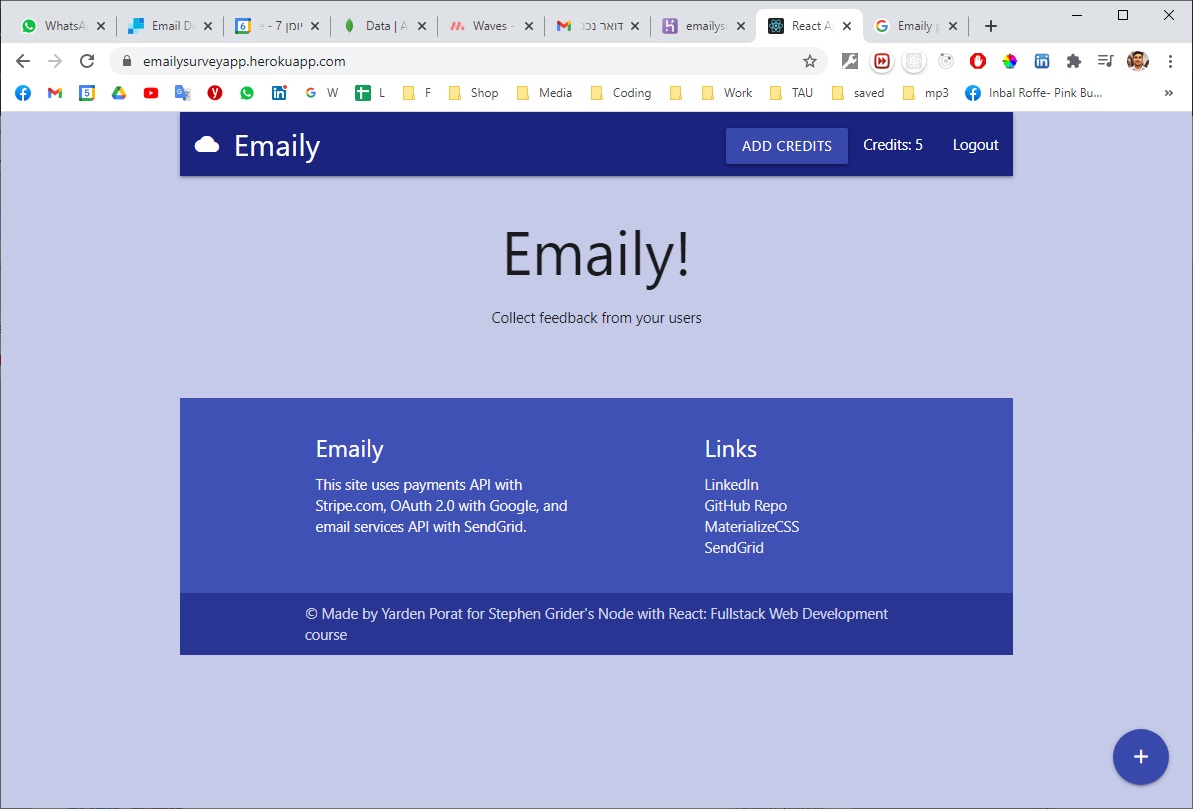 WhatsA
Email De
יומן 7 - e
Data | A
Waves -
דואר נכנ
emailys
React A
Emaily p
emailysurveyapp.herokuapp.com
W
L
F
Shop
Media
Coding
Work
TAU
saved
mp3
Inbal Roffe- Pink Bu...
Emaily
ADD CREDITS
Credits: 5
Logout
Emaily!
Collect feedback from your users
Emaily
This site uses payments API with
Stripe.com, OAuth 2.0 with Google, and
email services API with SendGrid.
Links
LinkedIn
GitHub Repo
MaterializeCSS
SendGrid
© Made by Yarden Porat for Stephen Grider's Node with React: Fullstack Web Development
course